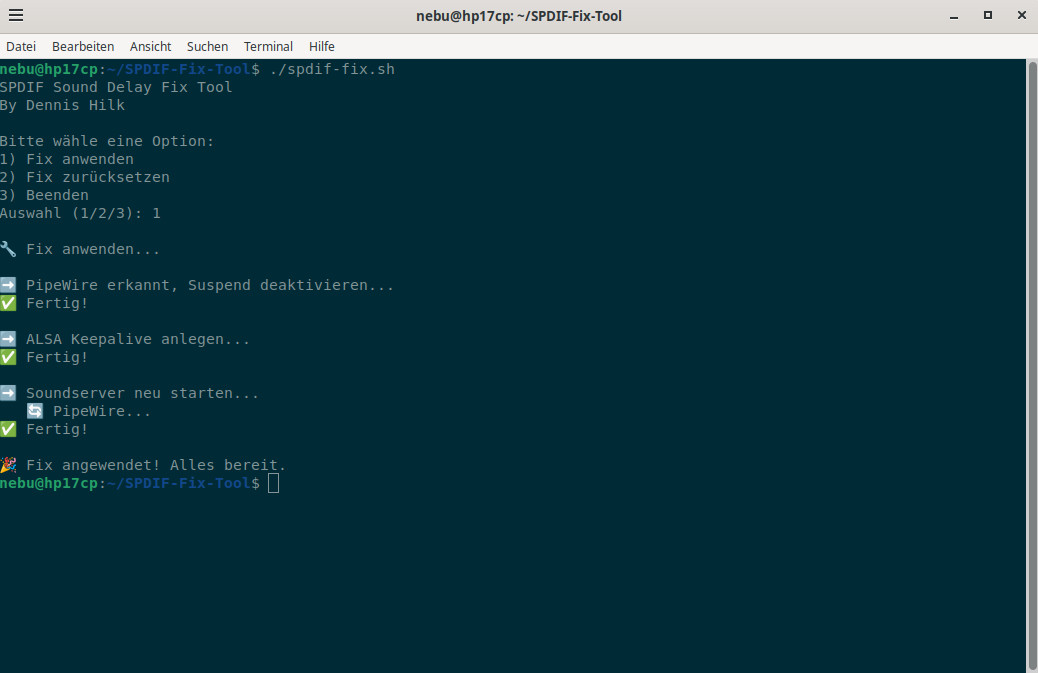 nebu@hp17cp: ~/SPDIF-Fix-Tool
Datei Bearbeiten Ansicht Suchen Terminal Hilfe
nebu@hp17cp:~/SPDIF-Fix-Tool$ ./spdif-fix.sh
SPDIF Sound Delay Fix Tool
By Dennis Hilk
Bitte wähle eine Option:
1) Fix anwenden
2) Fix zurücksetzen
3) Beenden
Auswahl (1/2/3): 1
🔧 Fix anwenden...
➡️ PipeWire erkannt, Suspend deaktivieren...
✅ Fertig!
➡️ ALSA Keepalive anlegen...
✅ Fertig!
➡️ Soundserver neu starten...
🔄 PipeWire...
✅ Fertig!
🎉 Fix angewendet! Alles bereit.
nebu@hp17cp:~/SPDIF-Fix-Tool$